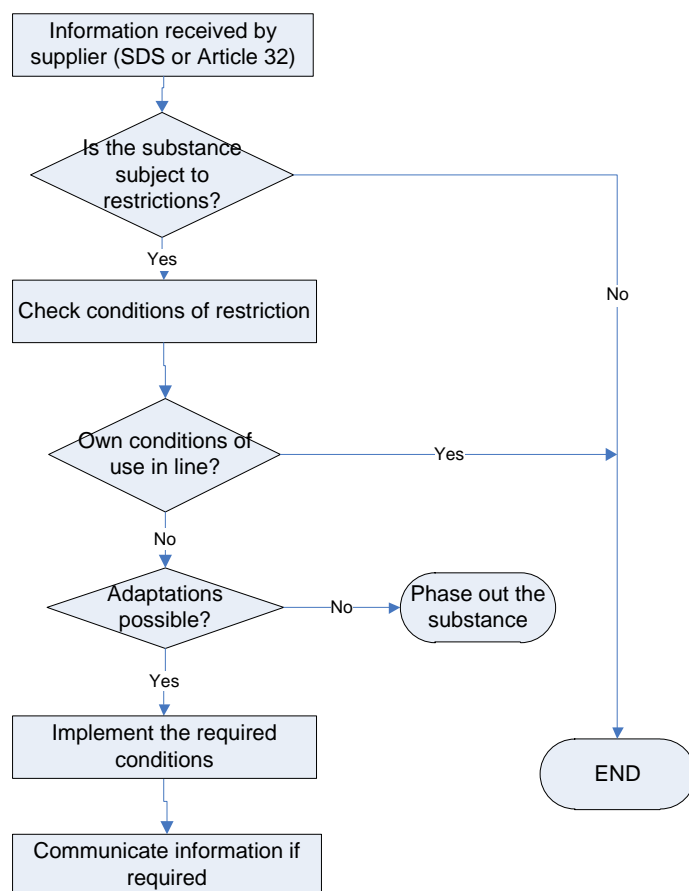 Information received by
supplier (SDS or Article 32)
Is the substance
subject to
restrictions?
Yes
No
Check conditions of restriction
Own conditions of
use in line?
Yes
No
Adaptations
possible?
No
Phase out the
substance
Yes
Implement the required
conditions
END
Communicate information if
required